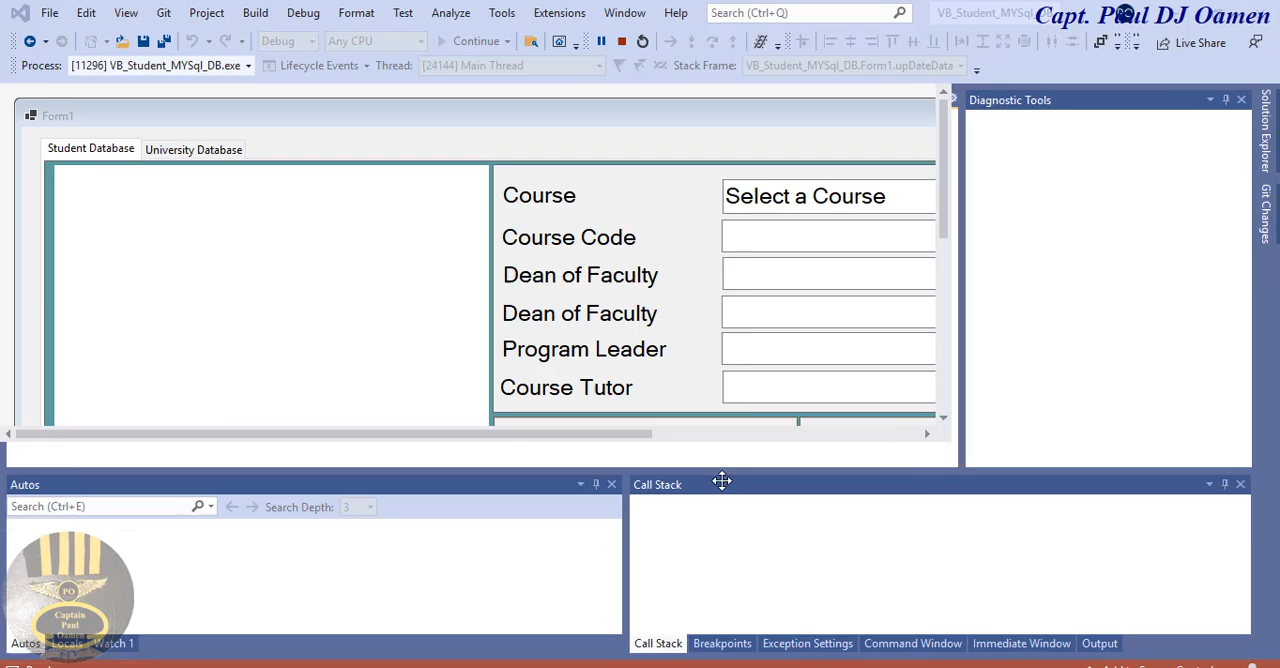 File Edit View Git Project Build Debug Format Test Analyze Tools Extensions Window Help Search (Ctrl+Q)
Capt. Paul DJ Oamen
Debug Any CPU Continue Live Share
Process: [11296] VB_Student_MYSql_DB.exe Lifecycle Events Thread: [24144] Main Thread Stack Frame: VB_Student_MYSql_DB.Form1.upDateData
Diagnostic Tools
Solution Explorer
Git Changes
Form1
Student Database University Database
Course Select a Course
Course Code
Dean of Faculty
Dean of Faculty
Program Leader
Course Tutor
Autos
Call Stack
Search (Ctrl+E) Search Depth: 3
PO
Captain
Paul
Oamen
Autos Locals Watch 1
Call Stack Breakpoints Exception Settings Command Window Immediate Window Output